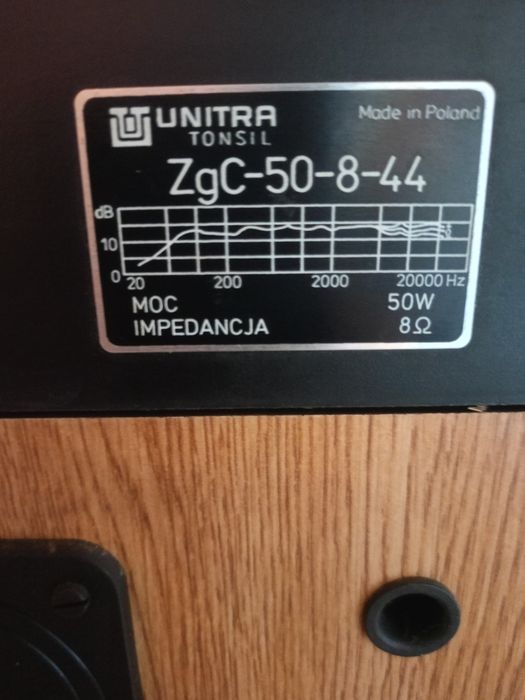 UNITRA Made in Poland
TONSIL
ZgC-50-8-44
dB
10
0
20 200 2000 20000 Hz
MOC 50W
IMPEDANCJA 8Ω